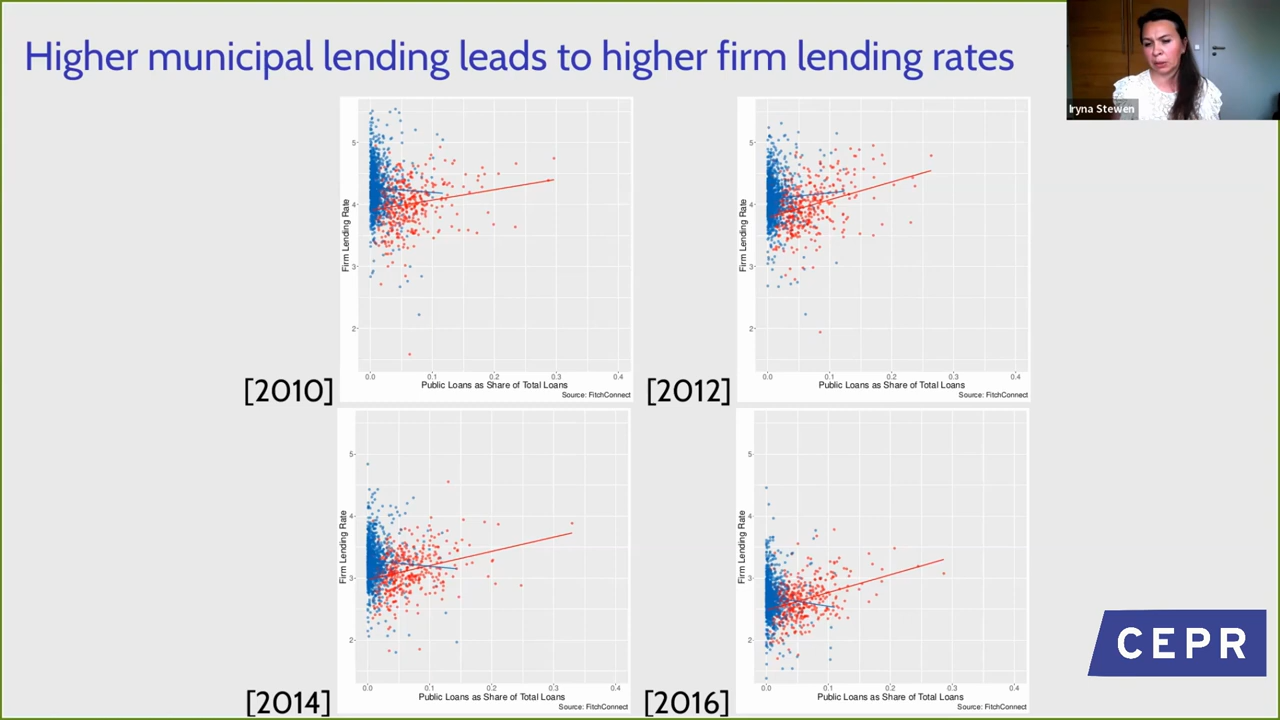 Higher municipal lending leads to higher firm lending rates
Iryna Stewen
Firm Lending Rate
5
4
3
2
0.0 0.1 0.2 0.3 0.4
Public Loans as Share of Total Loans
Source: FitchConnect
[2010]
Firm Lending Rate
5
4
3
2
0.0 0.1 0.2 0.3 0.4
Public Loans as Share of Total Loans
Source: FitchConnect
[2012]
Firm Lending Rate
5
4
3
2
0.0 0.1 0.2 0.3 0.4
Public Loans as Share of Total Loans
Source: FitchConnect
[2014]
Firm Lending Rate
5
4
3
2
0.0 0.1 0.2 0.3 0.4
Public Loans as Share of Total Loans
Source: FitchConnect
[2016]
CEPR